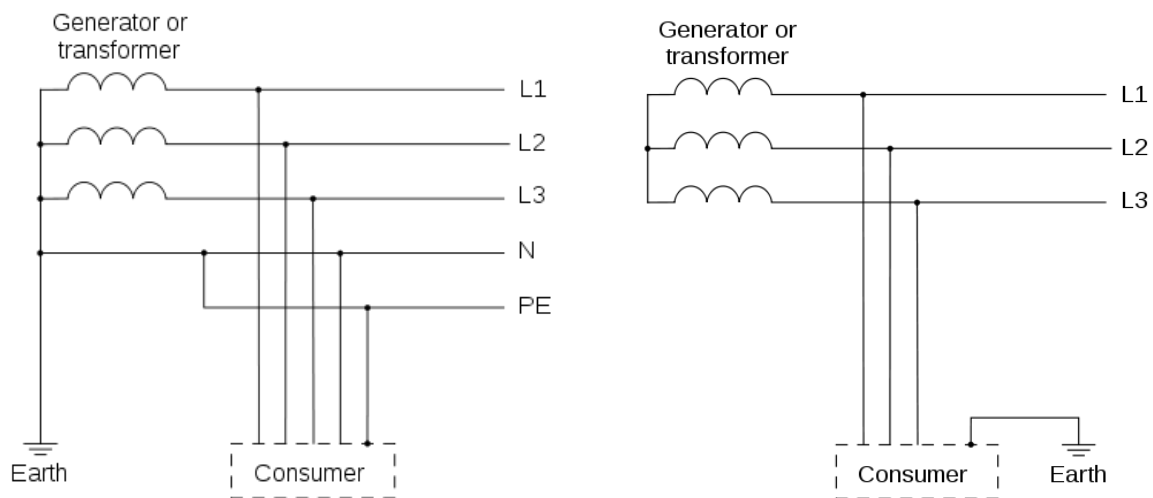 Generator or
transformer
L1
L2
L3
N
PE
Earth
Consumer
Generator or
transformer
L1
L2
L3
Consumer
Earth